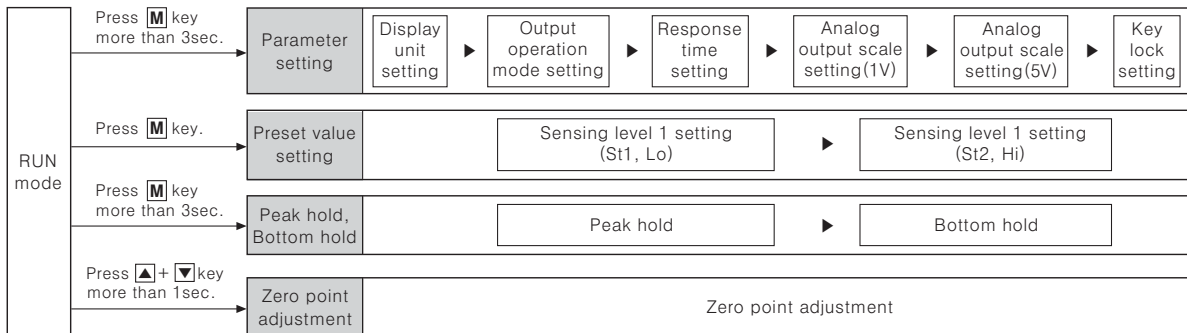 RUN
mode
Press M key
more than 3sec.
Parameter
setting
Display
unit
setting
▶
Output
operation
mode setting
▶
Response
time
setting
▶
Analog
output scale
setting(1V)
▶
Analog
output scale
setting(5V)
▶
Key
lock
setting
Press M key.
Preset value
setting
Sensing level 1 setting
(St1, Lo)
▶
Sensing level 1 setting
(St2, Hi)
Press M key
more than 3sec.
Peak hold,
Bottom hold
Peak hold
▶
Bottom hold
Press ▲+▼key
more than 1sec.
Zero point
adjustment
Zero point adjustment